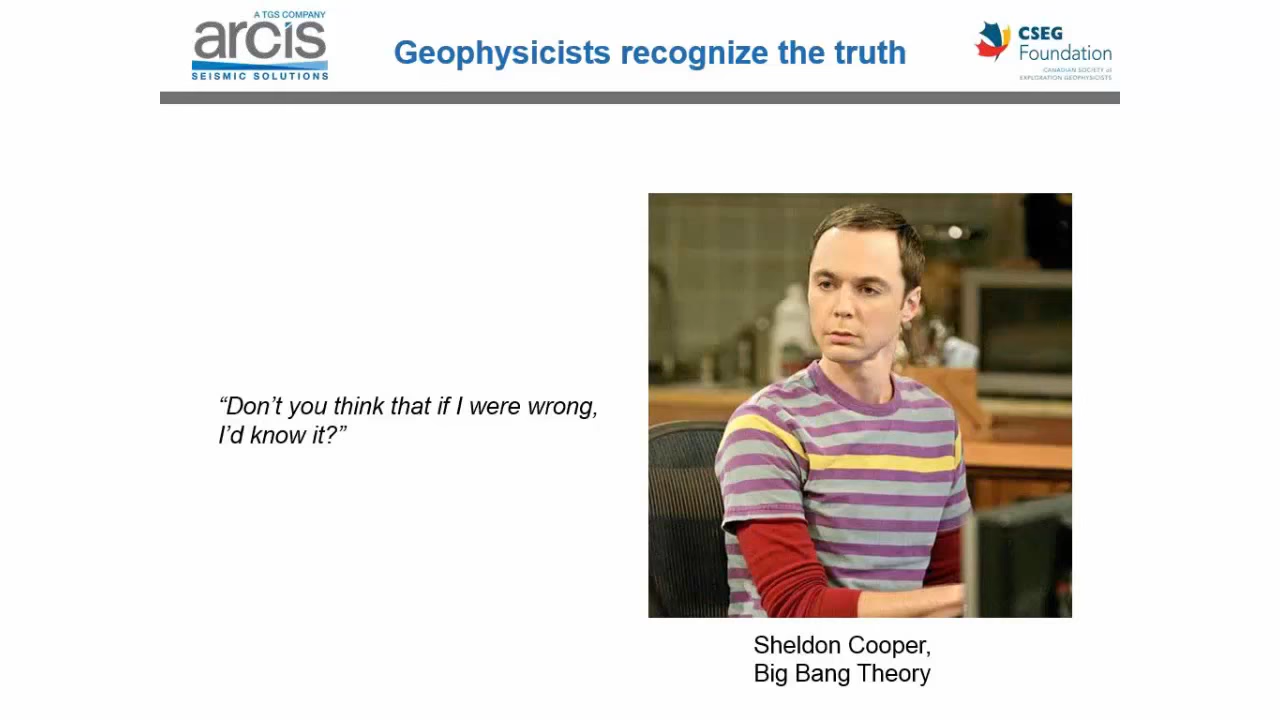 A TGS COMPANY
arcis
SEISMIC SOLUTIONS
Geophysicists recognize the truth
CSEG
Foundation
CANADIAN SOCIETY of
EXPLORATION GEOPHYSICISTS
“Don’t you think that if I were wrong,
I’d know it?”
Sheldon Cooper,
Big Bang Theory